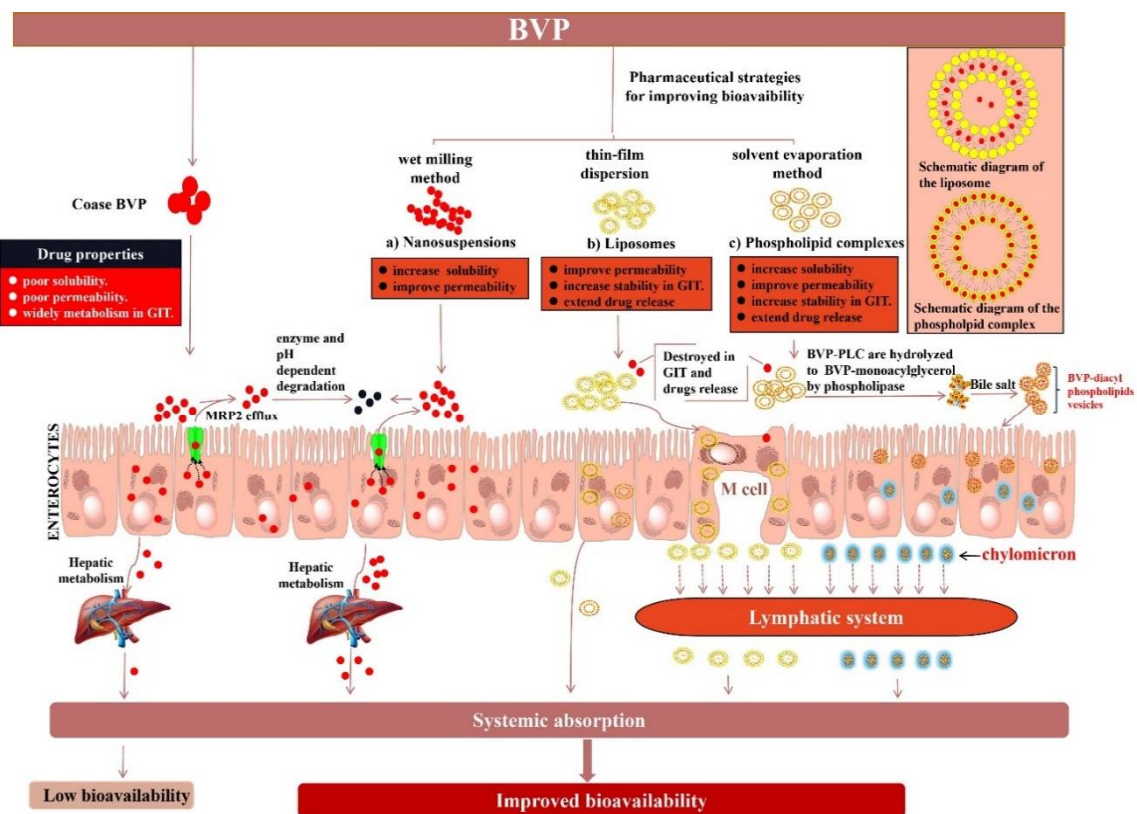 BVP
Pharmaceutical strategies
for improving bioavaibility
Coase BVP
Drug properties
poor solubility.
poor permeability.
widely metabolism in GIT.
wet milling
method
a) Nanosuspensions
increase solubility
improve permeability
thin-film
dispersion
b) Liposomes
improve permeability
increase stability in GIT.
extend drug release
solvent evaporation
method
c) Phospholipid complexes
increase solubility
improve permeability
increase stability in GIT.
extend drug release
Schematic diagram of
the liposome
Schematic diagram of the
phospholpid complex
enzyme and
pH
dependent
degradation
MRP2 cfflux
Destroyed in
GIT and
drugs release
BVP-PLC are hydrolyzed
to BVP-monoacylglycerol
by phospholipase
Bile salt
BVP-diacyl
phospholipids
vesicles
ENTEROCYTES
M cell
Hepatic
metabolism
Hepatic
metabolism
chylomicron
Lymphatic system
Systemic absorption
Low bioavailability
Improved bioavailability